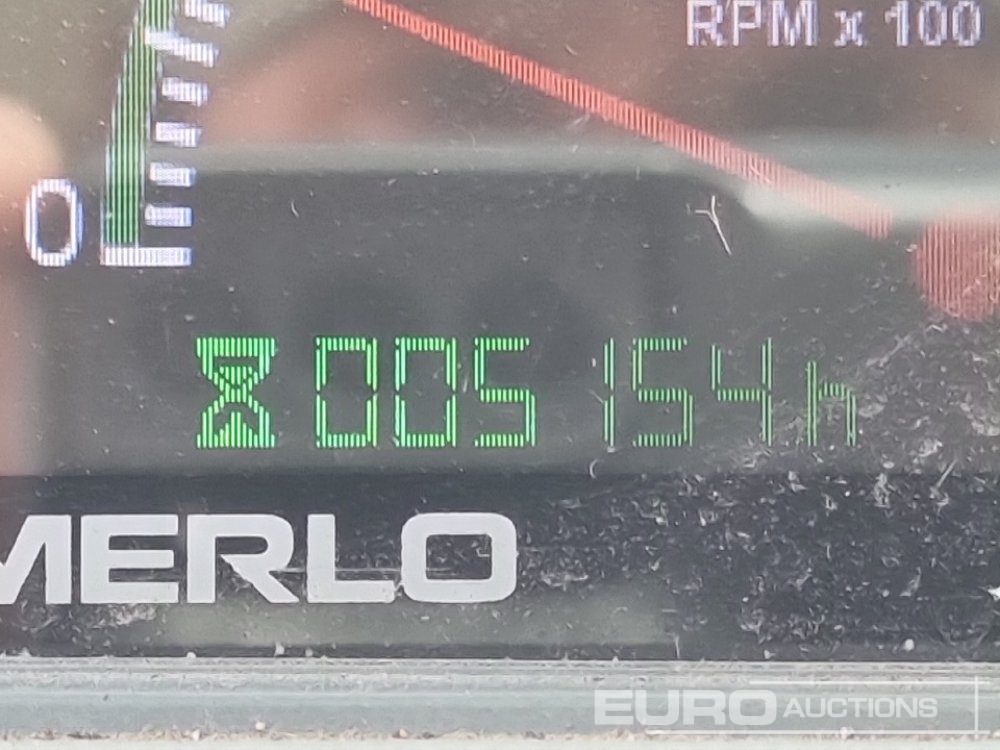 RPM x 100
0
005154h
MERLO
EURO AUCTIONS